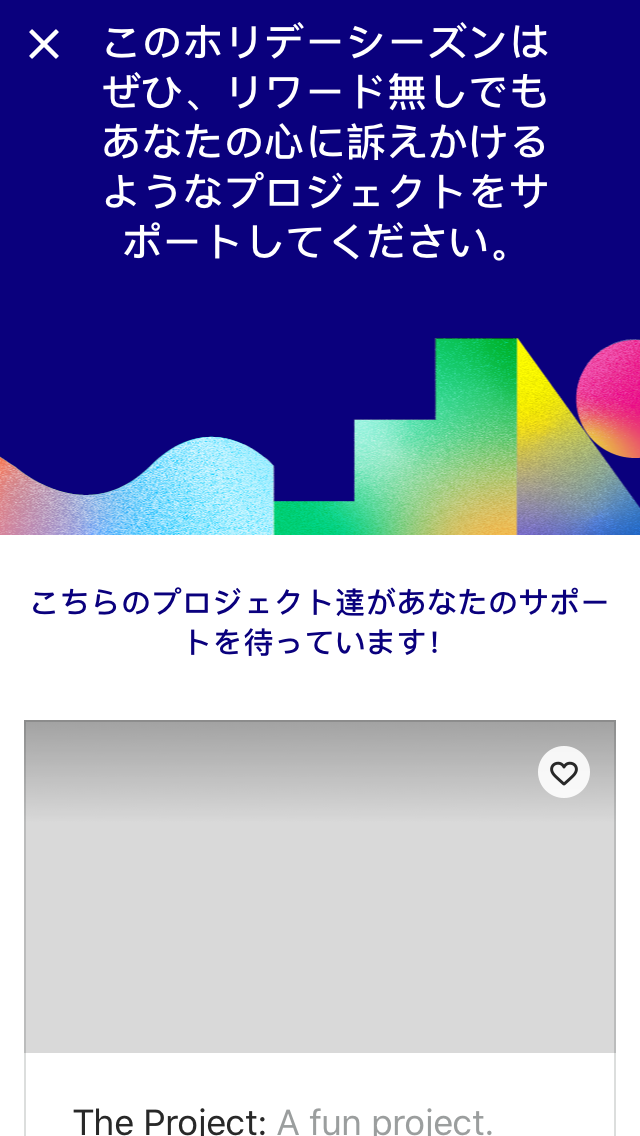 このホリデーシーズンは
ぜひ、リワード無しでも
あなたの心に訴えかける
ようなプロジェクトをサ
ポートしてください。
こちらのプロジェクト達があなたのサポー
トを待っています!
The Project: A fun project.